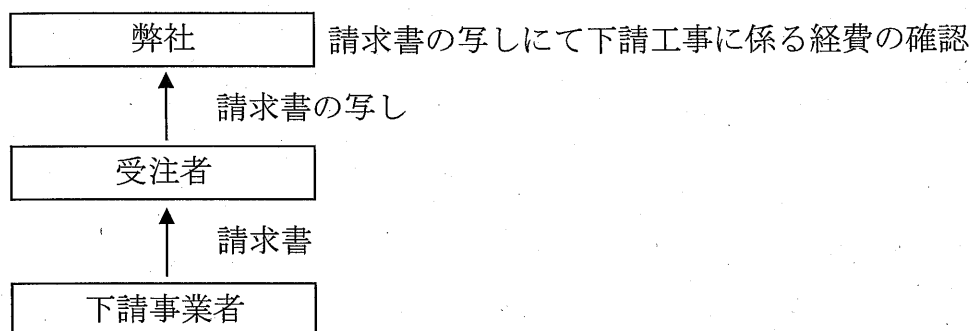 弊社
請求書の写しにて下請工事に係る経費の確認
請求書の写し
受注者
請求書
下請事業者